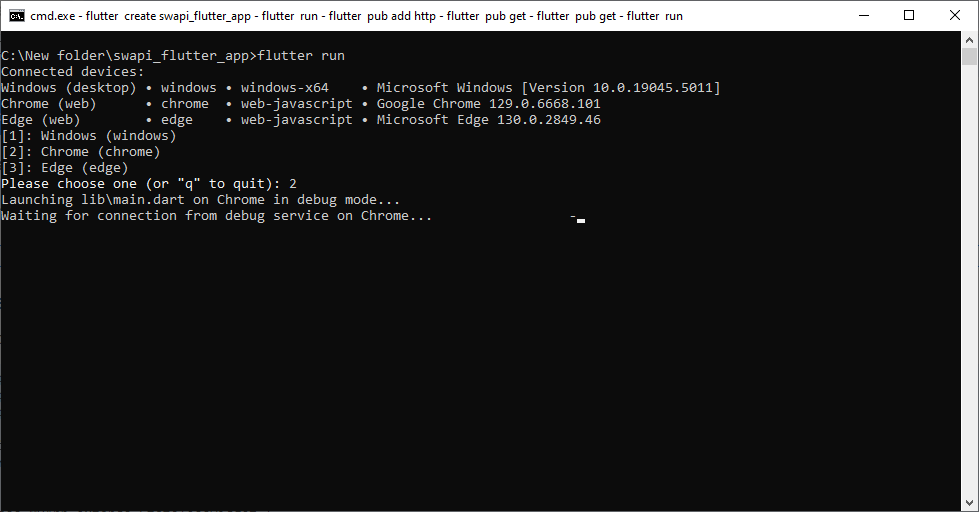 cmd.exe - flutter create swapi_flutter_app - flutter run - flutter pub add http - flutter pub get - flutter pub get - flutter run
C:\New folder\swapi_flutter_app>flutter run
Connected devices:
Windows (desktop) • windows • windows-x64    • Microsoft Windows [Version 10.0.19045.5011]
Chrome (web)      • chrome  • web-javascript • Google Chrome 129.0.6668.101
Edge (web)        • edge    • web-javascript • Microsoft Edge 130.0.2849.46
[1]: Windows (windows)
[2]: Chrome (chrome)
[3]: Edge (edge)
Please choose one (or "q" to quit): 2
Launching lib\main.dart on Chrome in debug mode...
Waiting for connection from debug service on Chrome...                 -